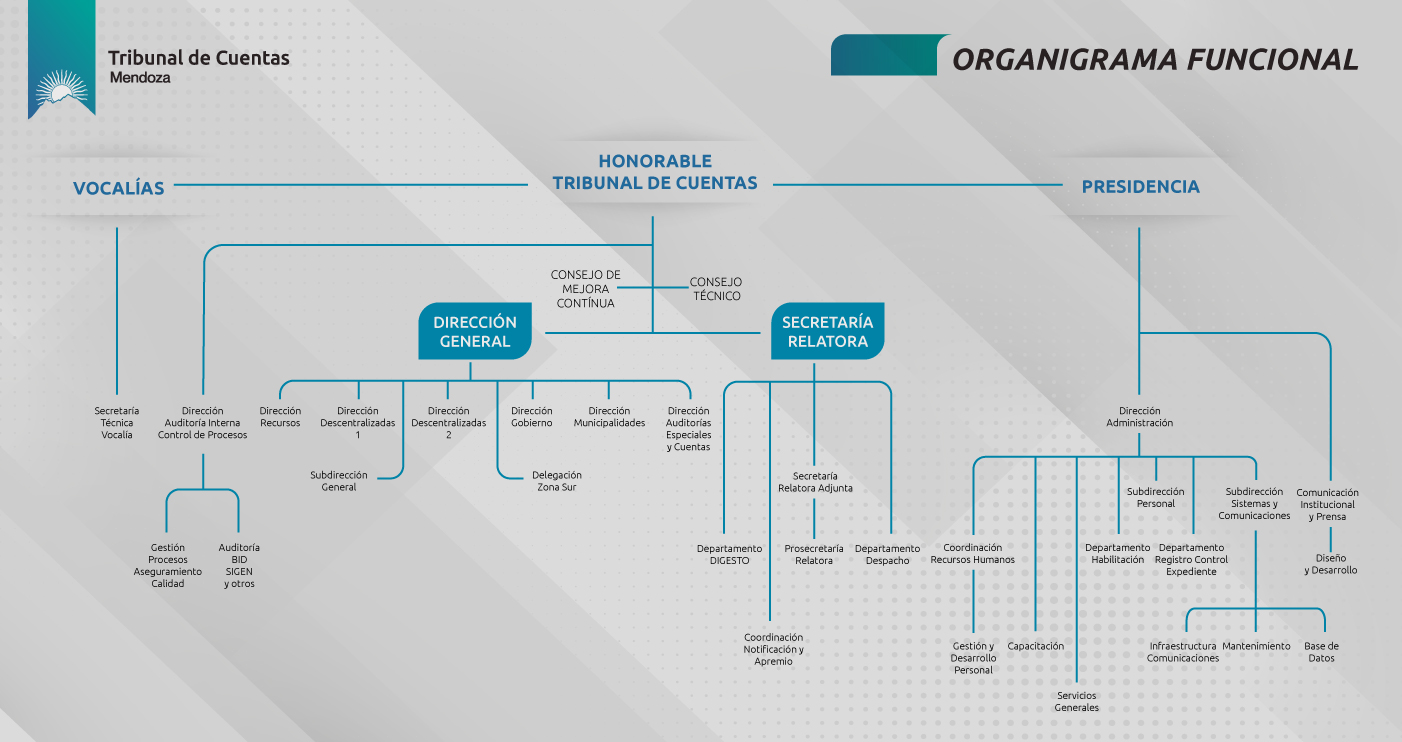 Tribunal de Cuentas
Mendoza
ORGANIGRAMA FUNCIONAL
VOCALÍAS
HONORABLE
TRIBUNAL DE CUENTAS
PRESIDENCIA
CONSEJO DE
MEJORA
CONTÍNUA
CONSEJO
TÉCNICO
DIRECCIÓN
GENERAL
SECRETARÍA
RELATORA
Secretaría
Técnica
Vocalía
Dirección
Auditoría Interna
Control de Procesos
Dirección
Recursos
Dirección
Descentralizadas
1
Dirección
Descentralizadas
2
Dirección
Gobierno
Dirección
Municipalidades
Dirección
Auditorías
Especiales
y Cuentas
Dirección
Administración
Subdirección
General
Delegación
Zona Sur
Secretaría
Relatora Adjunta
Subdirección
Personal
Subdirección
Sistemas y
Comunicaciones
Comunicación
Institucional
y Prensa
Gestión
Procesos
Aseguramiento
Calidad
Auditoría
BID
SIGEN
y otros
Departamento
DIGESTO
Prosecretaría
Relatora
Departamento
Despacho
Coordinación
Recursos Humanos
Departamento
Habilitación
Departamento
Registro Control
Expediente
Diseño
y Desarrollo
Coordinación
Notificación y
Apremio
Gestión y
Desarrollo
Personal
Capacitación
Infraestructura
Comunicaciones
Mantenimiento
Base de
Datos
Servicios
Generales